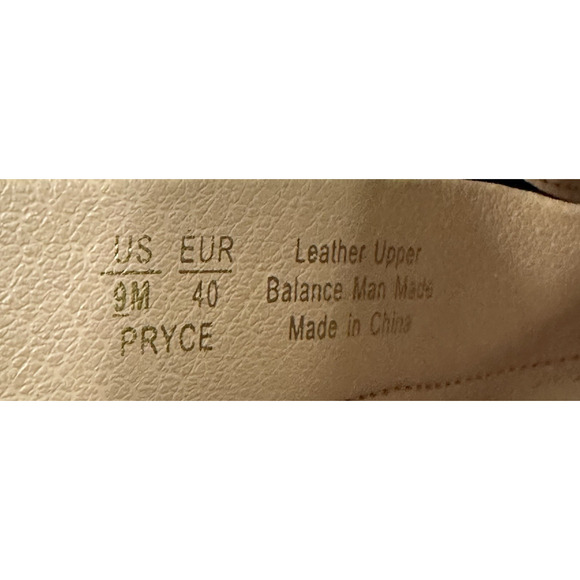 US EUR Leather Upper
9M 40 Balance Man Made
PRYCE Made in China